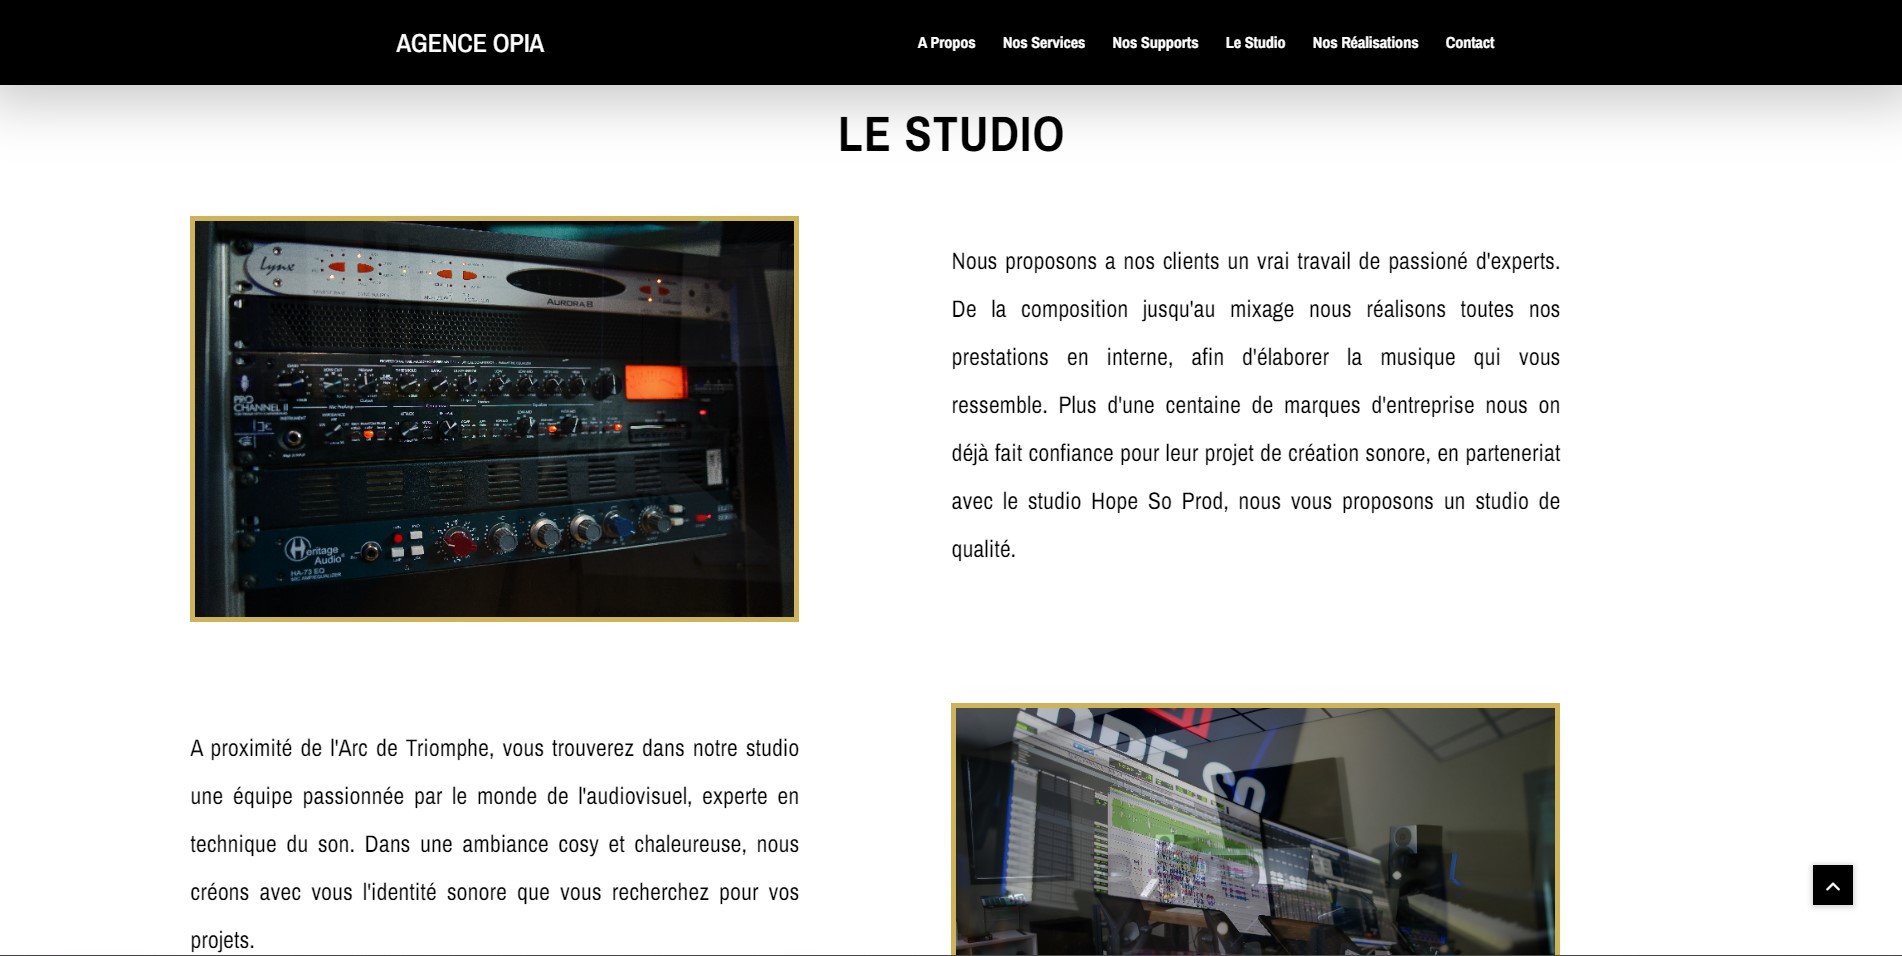 AGENCE OPIA
A Propos Nos Services Nos Supports Le Studio Nos Réalisations Contact
LE STUDIO
Lynx
AURORA 8
PRO
CHANNEL II
Heritage
Audio
HA-73 EQ
MIC AMP/EQUALIZER
Nous proposons a nos clients un vrai travail de passioné d'experts.
De la composition jusqu'au mixage nous réalisons toutes nos
prestations en interne, afin d'élaborer la musique qui vous
ressemble. Plus d'une centaine de marques d'entreprise nous on
déjà fait confiance pour leur projet de création sonore, en parteneriat
avec le studio Hope So Prod, nous vous proposons un studio de
qualité.
A proximité de l'Arc de Triomphe, vous trouverez dans notre studio
une équipe passionnée par le monde de l'audiovisuel, experte en
technique du son. Dans une ambiance cosy et chaleureuse, nous
créons avec vous l'identité sonore que vous recherchez pour vos
projets.
OPE SO